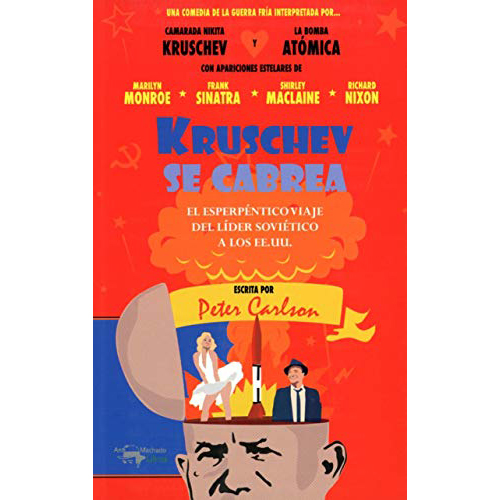 UNA COMEDIA DE LA GUERRA FRÍA INTERPRETADA POR...
CAMARADA NIKITA
KRUSCHEV
Y
LA BOMBA
ATÓMICA
CON APARICIONES ESTELARES DE
MARILYN
MONROE
FRANK
SINATRA
SHIRLEY
MACLAINE
RICHARD
NIXON
KRUSCHEV
SE CABREA
EL ESPERPÉNTICO VIAJE
DEL LÍDER SOVIÉTICO
A LOS EE.UU.
ESCRITA POR
Peter Carlson
Machado